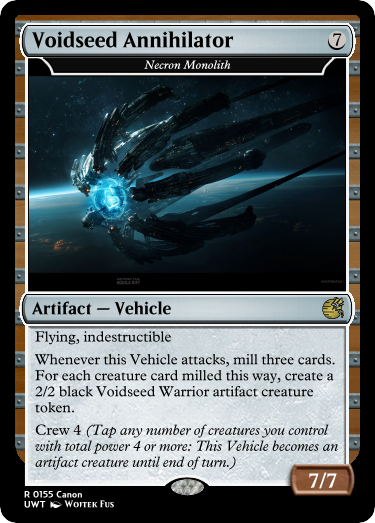 Voidseed Annihilator 7
Necron Monolith
Artifact — Vehicle
Flying, indestructible
Whenever this Vehicle attacks, mill three cards.
For each creature card milled this way, create a
2/2 black Voidseed Warrior artifact creature
token.
Crew 4 (Tap any number of creatures you control
with total power 4 or more: This Vehicle becomes an
artifact creature until end of turn.)
7/7
R 0155 Canon
UWT Wojtek Fus